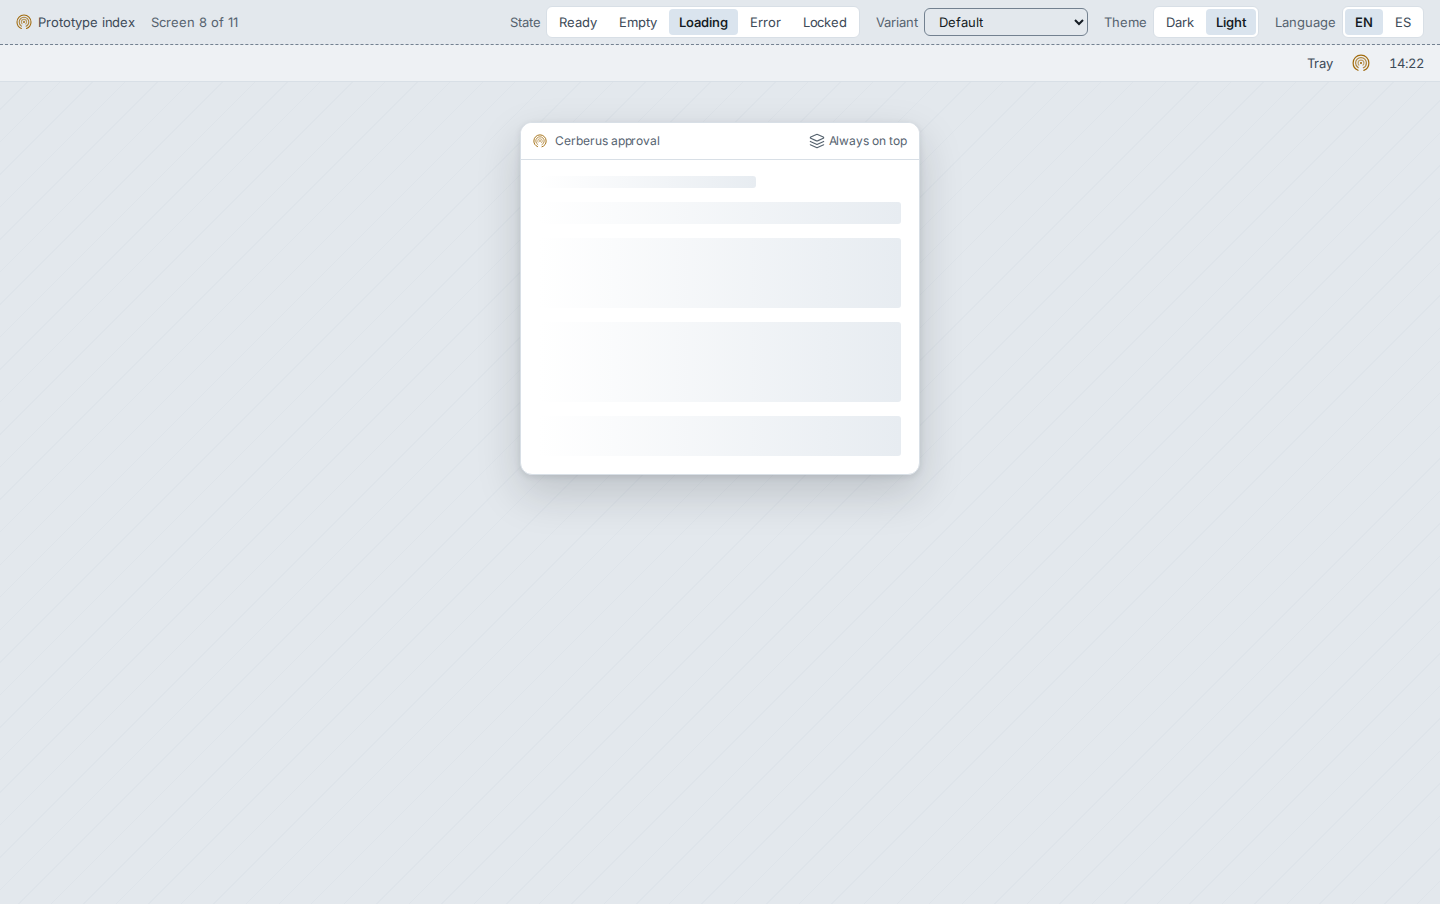 Prototype index Screen 8 of 11 State Ready Empty Loading Error Locked Variant Default Theme Dark Light Language EN ES
Tray 14:22
Cerberus approval Always on top